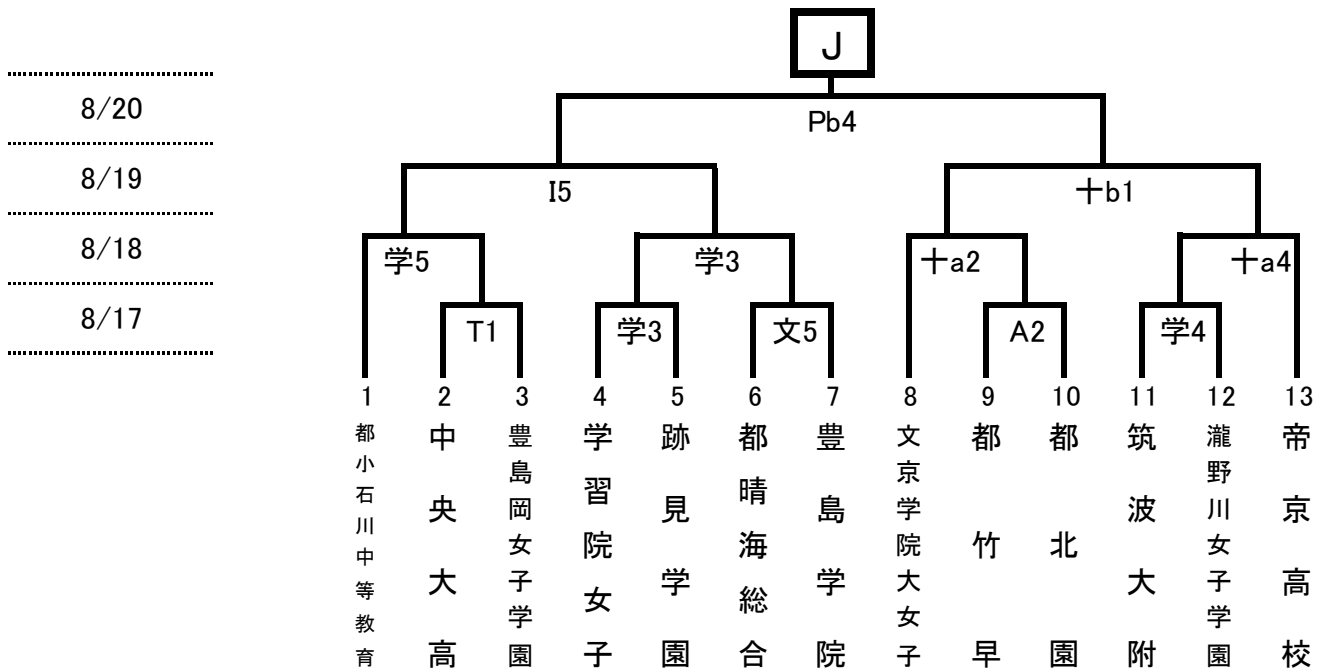 J
8/20
Pb4
8/19
I5
十b1
8/18
学5
学3
十a2
十a4
8/17
T1
学3
文5
A2
学4
1
2
3
4
5
6
7
8
9
10
11
12
13
都小石川中等教育
中央大高
豊島岡女子学園
学習院女子
跡見学園
都晴海総合
豊島学院
文京学院大女子
都竹早
都北園
筑波大附
瀧野川女子学園
帝京高校